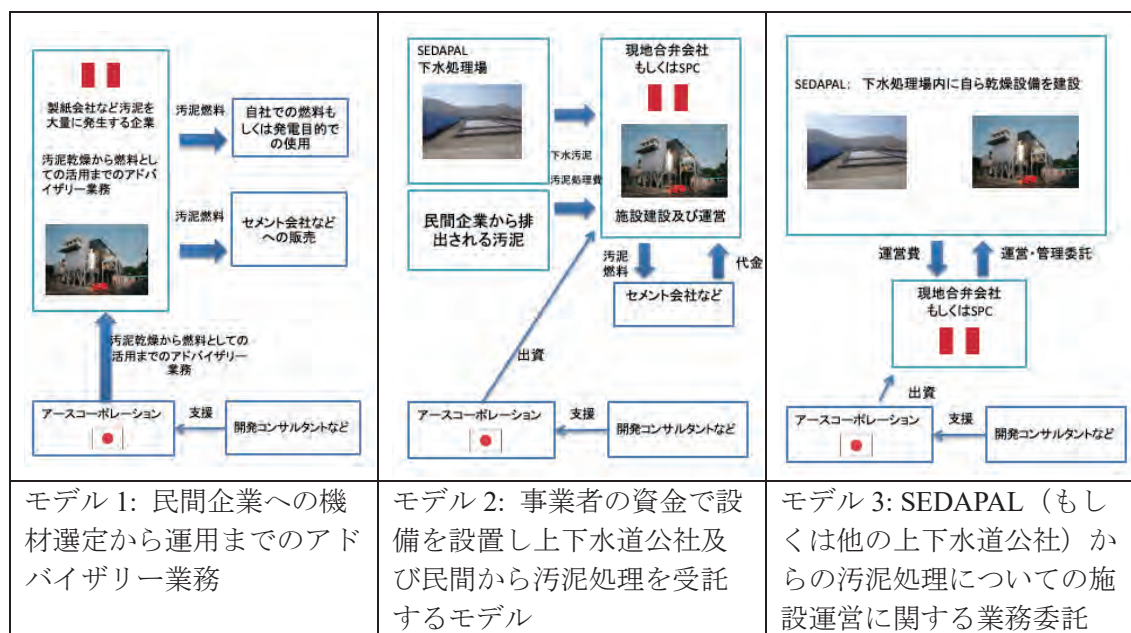 製紙会社など汚泥を
大量に発生する企業
汚泥乾燥から燃料とし
ての活用までのアドバ
イザリー業務
汚泥燃料
自社での燃料も
しくは発電目的で
の使用
汚泥燃料
セメント会社など
への販売
汚泥乾燥から燃料としての
活用までのアドバイザリー
業務
アースコーポレーション
支援
開発コンサルタントなど
モデル 1: 民間企業への機
材選定から運用までのアド
バイザリー業務
SEDAPAL
下水処理場
現地合弁会社
もしくはSPC
下水汚泥
汚泥処理費
民間企業から排
出される汚泥
施設建設及び運営
汚泥
燃料
代金
セメント会社など
出資
アースコーポレーション
支援
開発コンサルタントなど
モデル 2: 事業者の資金で設
備を設置し上下水道公社及
び民間から汚泥処理を受託
するモデル
SEDAPAL: 下水処理場内に自ら乾燥設備を建設
運営費
運営・管理委託
現地合弁会社
もしくはSPC
出資
アースコーポレーション
支援
開発コンサルタントなど
モデル 3: SEDAPAL（もし
くは他の上下水道公社）か
らの汚泥処理についての施
設運営に関する業務委託